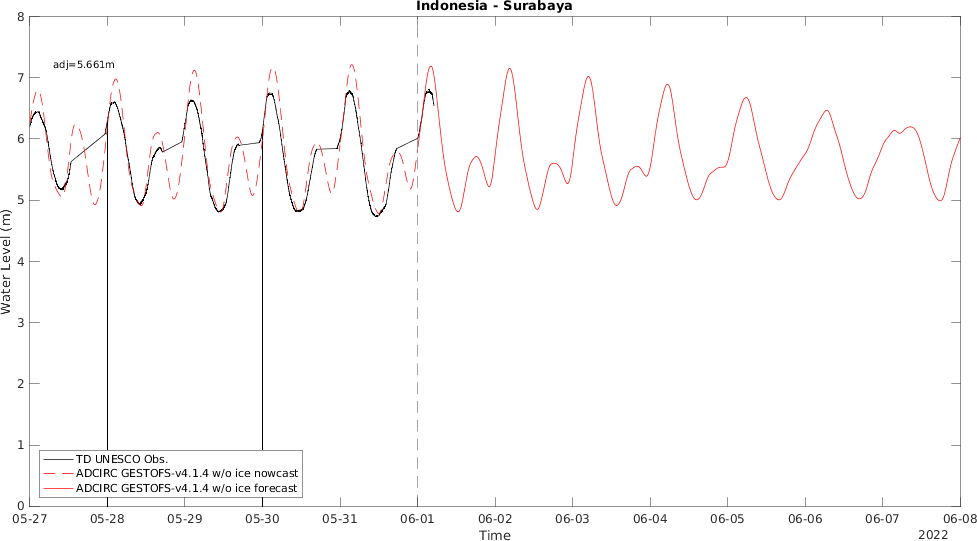 Indonesia - Surabaya
adj=5.661m
8
7
6
5
4
3
2
1
0
Water Level (m)
TD UNESCO Obs.
ADCIRC GESTOFS-v4.1.4 w/o ice nowcast
ADCIRC GESTOFS-v4.1.4 w/o ice forecast
05-27 05-28 05-29 05-30 05-31 06-01 06-02 06-03 06-04 06-05 06-06 06-07 06-08
Time
2022